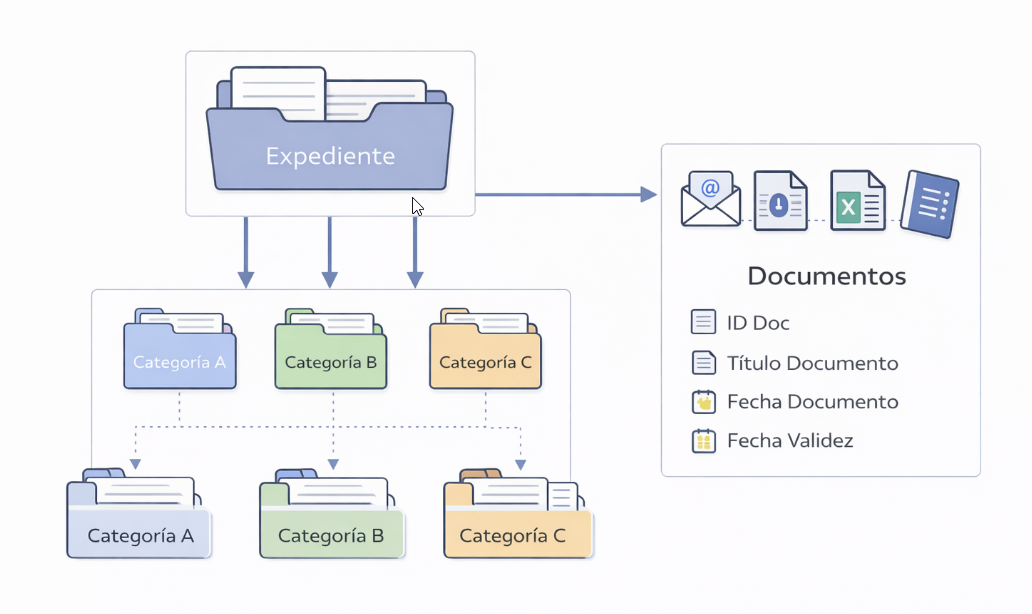 Expediente
@
X
Documentos
ID Doc
Título Documento
Fecha Documento
Fecha Validez
Categoría A
Categoría B
Categoría C
Categoría A
Categoría B
Categoría C